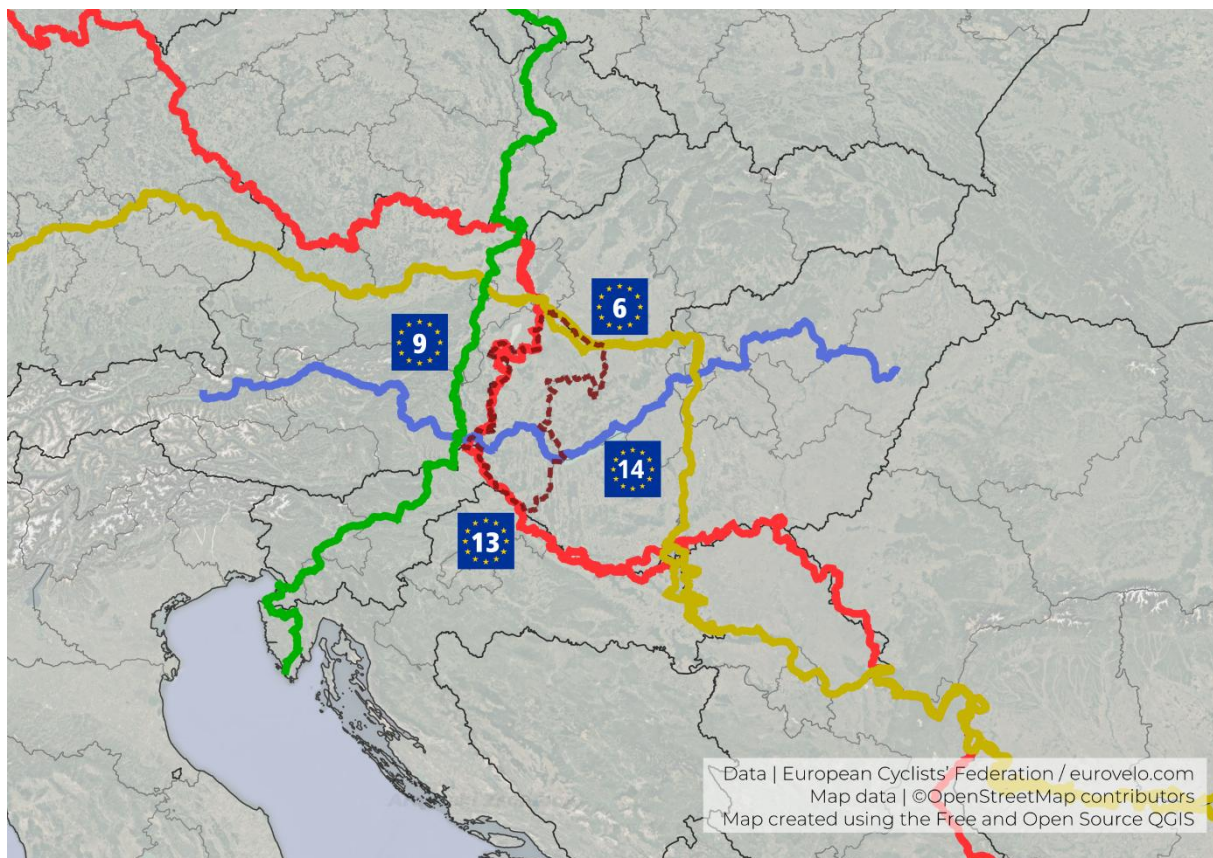 6
9
14
13
Data | European Cyclists' Federation / eurovelo.com
Map data | ©OpenStreetMap contributors
Map created using the Free and Open Source QGIS